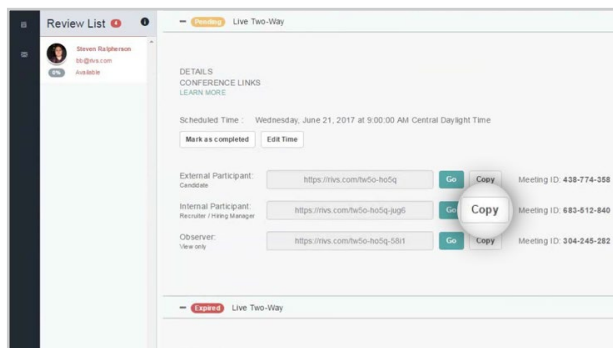 Review List
Steven Ralpherson
bb@rivs.com
0% Available
Pending Live Two-Way
DETAILS
CONFERENCE LINKS
LEARN MORE
Scheduled Time : Wednesday, June 21, 2017 at 9:00:00 AM Central Daylight Time
Mark as completed Edit Time
External Participant:
Candidate
https://rivs.com/tw5o-ho5q Go Copy Meeting ID: 438-774-358
Internal Participant:
Recruiter / Hiring Manager
https://rivs.com/tw5o-ho5q-jug6 Go Copy Meeting ID: 683-512-840
Observer:
View only
https://rivs.com/tw5o-ho5q-58i1 Go Copy Meeting ID: 304-245-282
Expired Live Two-Way